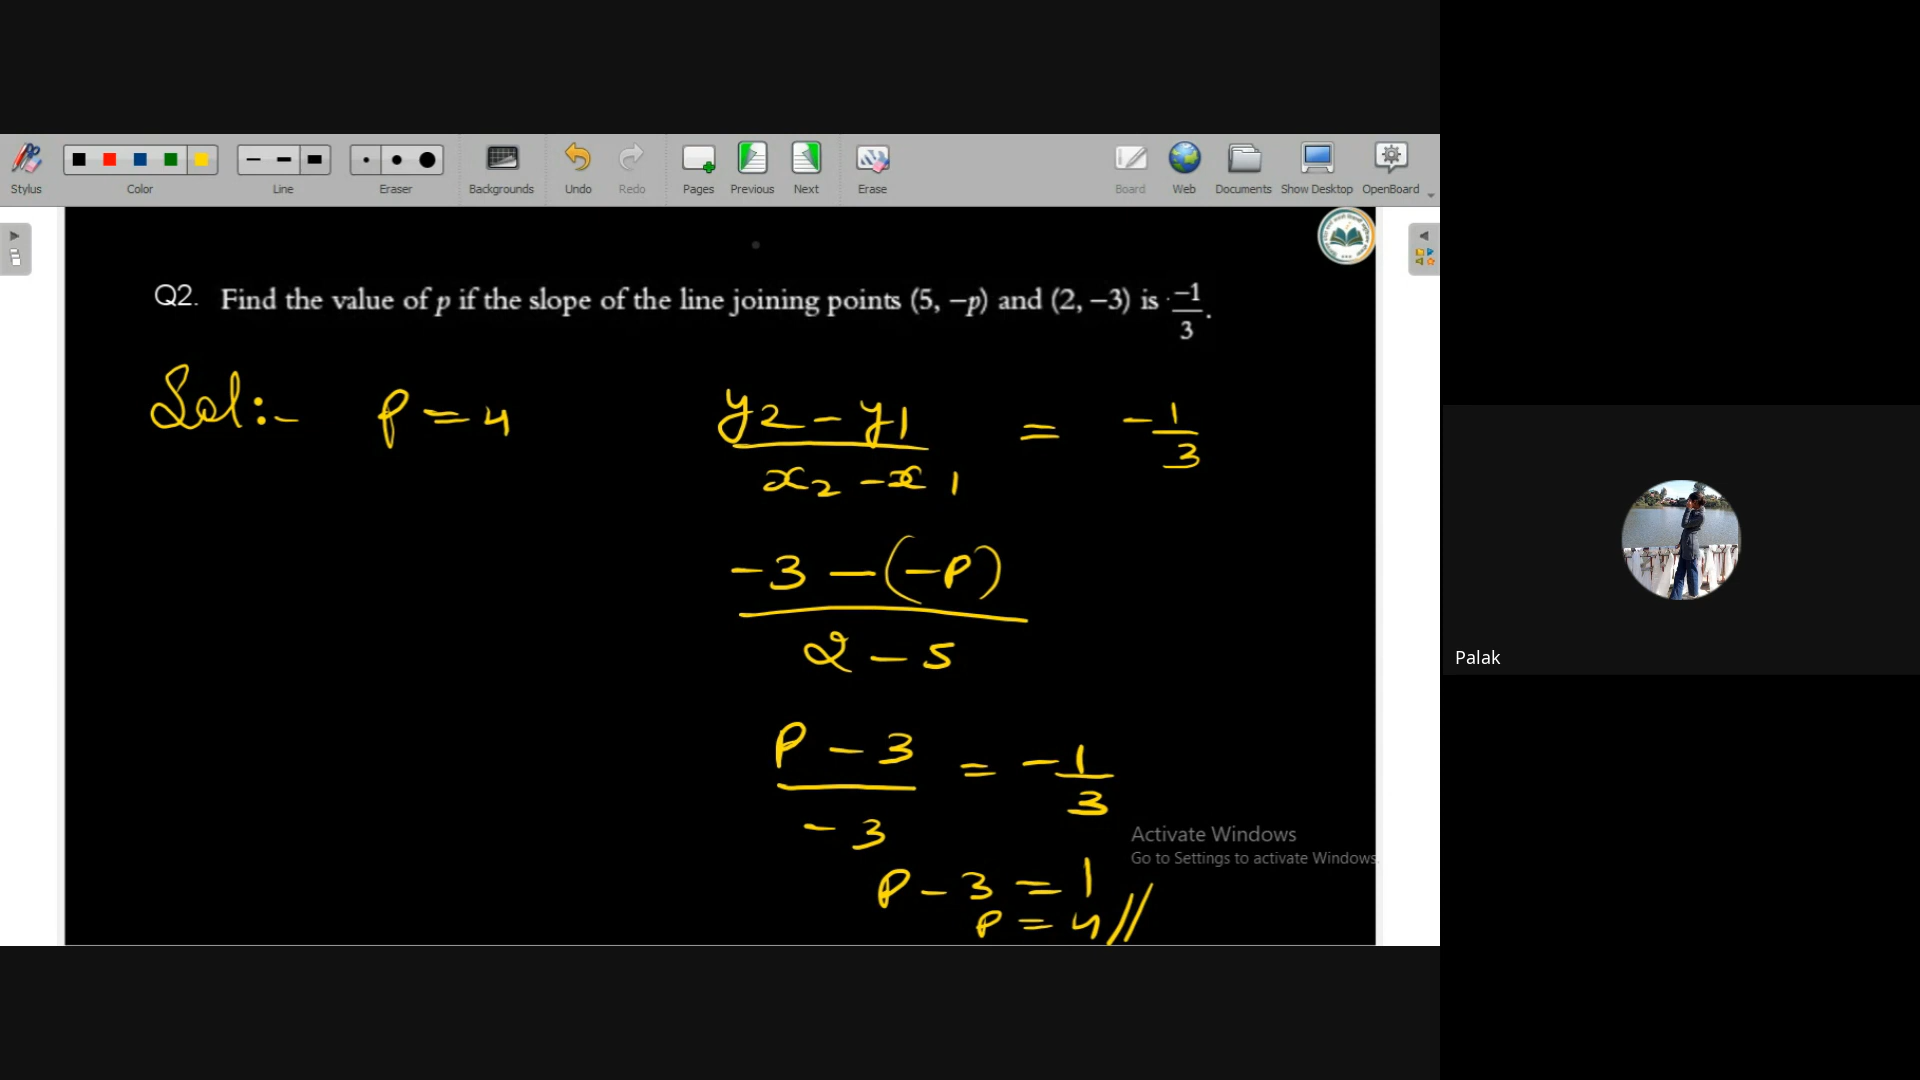 Stylus Color Line Eraser Backgrounds Undo Redo Pages Previous Next Erase Board Web Documents Show Desktop OpenBoard
Q2. Find the value of p if the slope of the line joining points (5, −p) and (2, −3) is −1/3.
Sol:- p = 4
y2 − y1 / x2 − x1 = −1/3
−3 − (−p) / 2 − 5
p − 3 / −3 = −1/3
p − 3 = 1
p = 4 //
Activate Windows
Go to Settings to activate Windows.
Palak